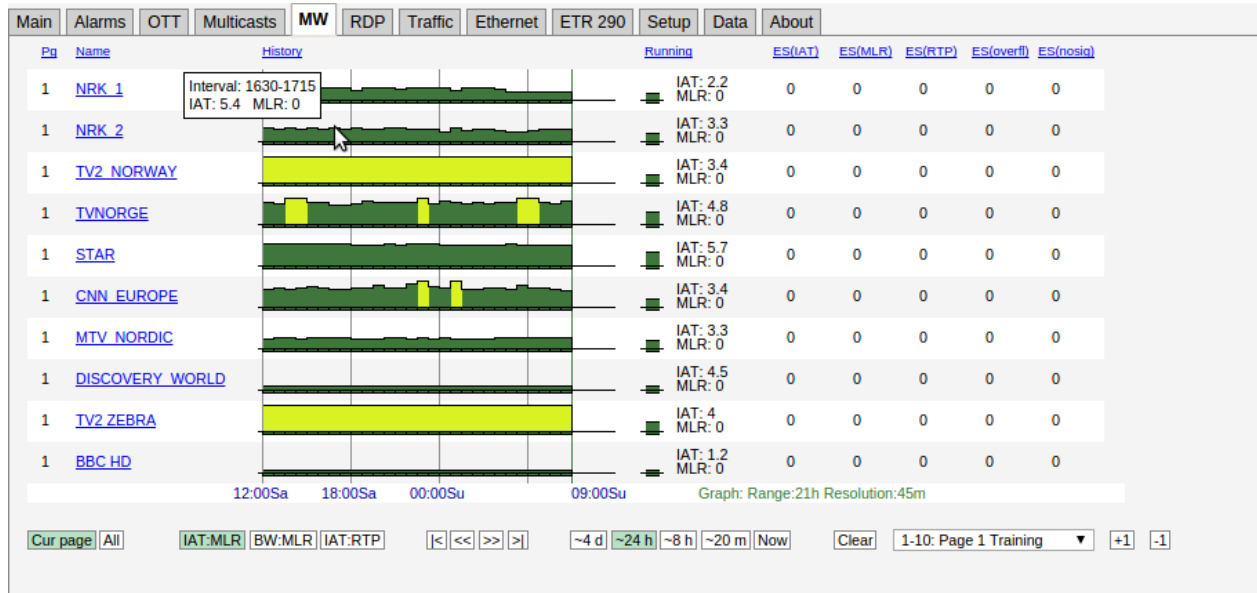 Main Alarms OTT Multicasts MW RDP Traffic Ethernet ETR 290 Setup Data About
Pg Name History Running ES(IAT) ES(MLR) ES(RTP) ES(overfl) ES(nosig)
1 NRK_1 Interval: 1630-1715 IAT: 2.2 0 0 0 0 0
IAT: 5.4 MLR: 0 MLR: 0
1 NRK_2 IAT: 3.3 0 0 0 0 0
MLR: 0
1 TV2_NORWAY IAT: 3.4 0 0 0 0 0
MLR: 0
1 TVNORGE IAT: 4.8 0 0 0 0 0
MLR: 0
1 STAR IAT: 5.7 0 0 0 0 0
MLR: 0
1 CNN_EUROPE IAT: 3.4 0 0 0 0 0
MLR: 0
1 MTV_NORDIC IAT: 3.3 0 0 0 0 0
MLR: 0
1 DISCOVERY_WORLD IAT: 4.5 0 0 0 0 0
MLR: 0
1 TV2 ZEBRA IAT: 4 0 0 0 0 0
MLR: 0
1 BBC HD IAT: 1.2 0 0 0 0 0
MLR: 0
12:00Sa 18:00Sa 00:00Su 09:00Su Graph: Range:21h Resolution:45m
Cur page All IAT:MLR BW:MLR IAT:RTP |< << >> >| ~4 d ~24 h ~8 h ~20 m Now Clear 1-10: Page 1 Training ▼ +1 -1